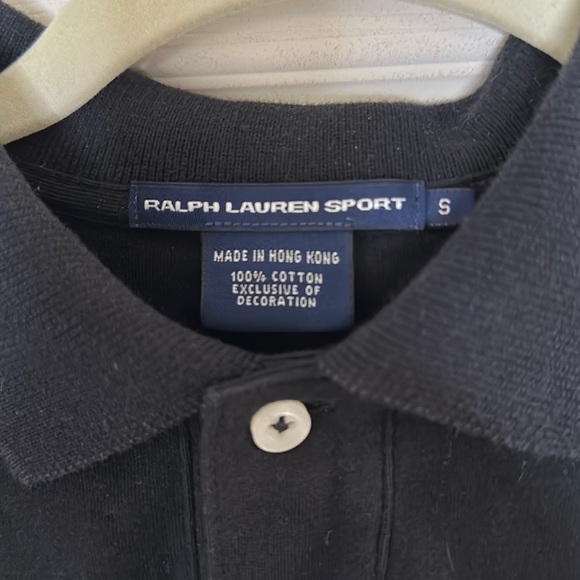 RALPH LAUREN SPORT S
MADE IN HONG KONG
100% COTTON
EXCLUSIVE OF
DECORATION